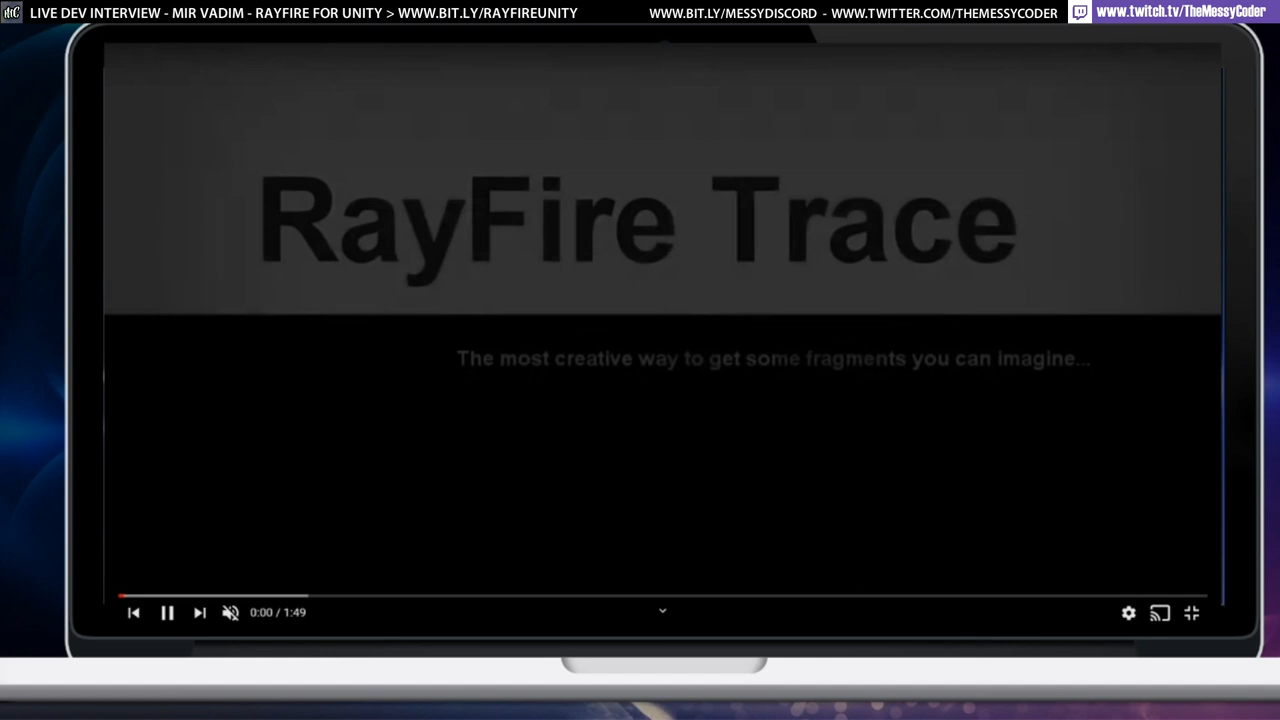 LIVE DEV INTERVIEW - MIR VADIM - RAYFIRE FOR UNITY > WWW.BIT.LY/RAYFIREUNITY
WWW.BIT.LY/MESSYDISCORD - WWW.TWITTER.COM/THEMESSYCODER
www.twitch.tv/TheMessyCoder
RayFire Trace
The most creative way to get some fragments you can imagine...
0:00 / 1:49